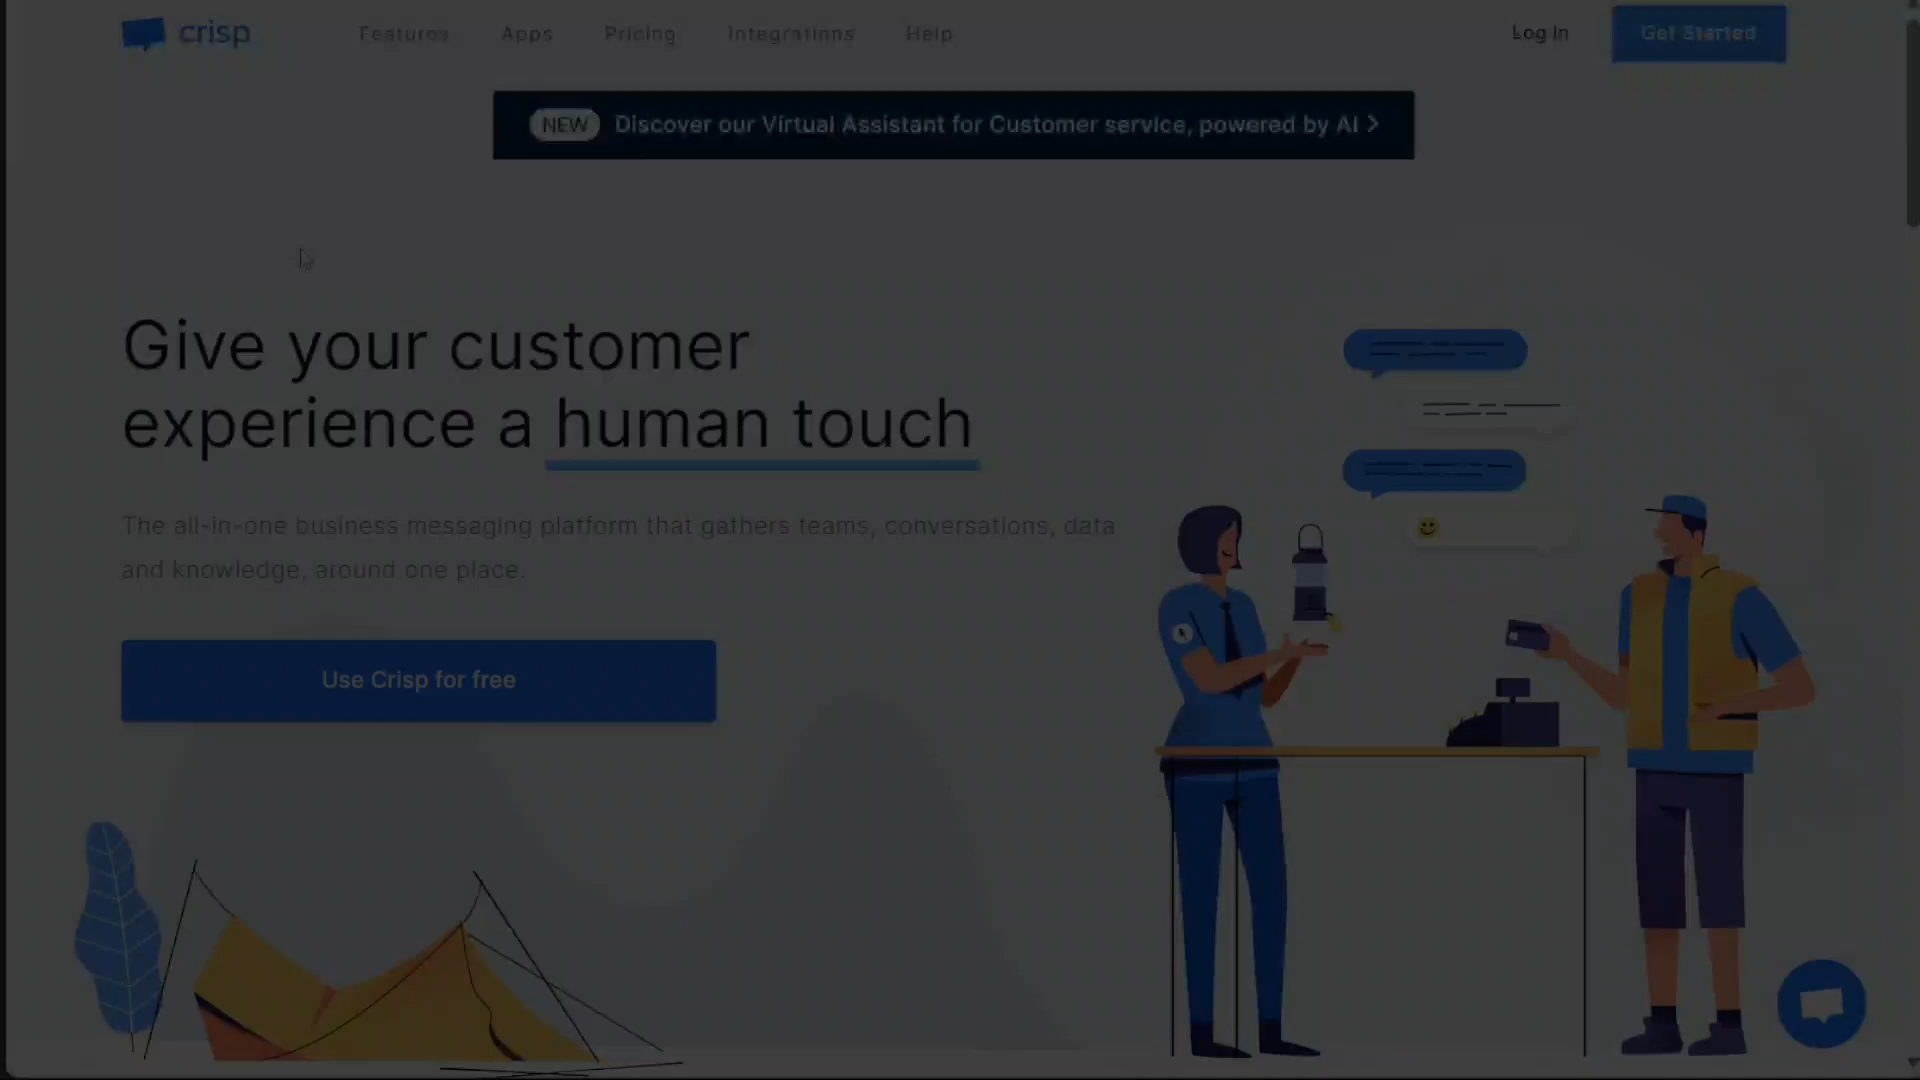 crisp
Features
Apps
Pricing
Integrations
Help
Log In
Get Started
NEW Discover our Virtual Assistant for Customer service, powered by AI
Give your customer
experience a human touch
The all-in-one business messaging platform that gathers teams, conversations, data
and knowledge, around one place.
Use Crisp for free